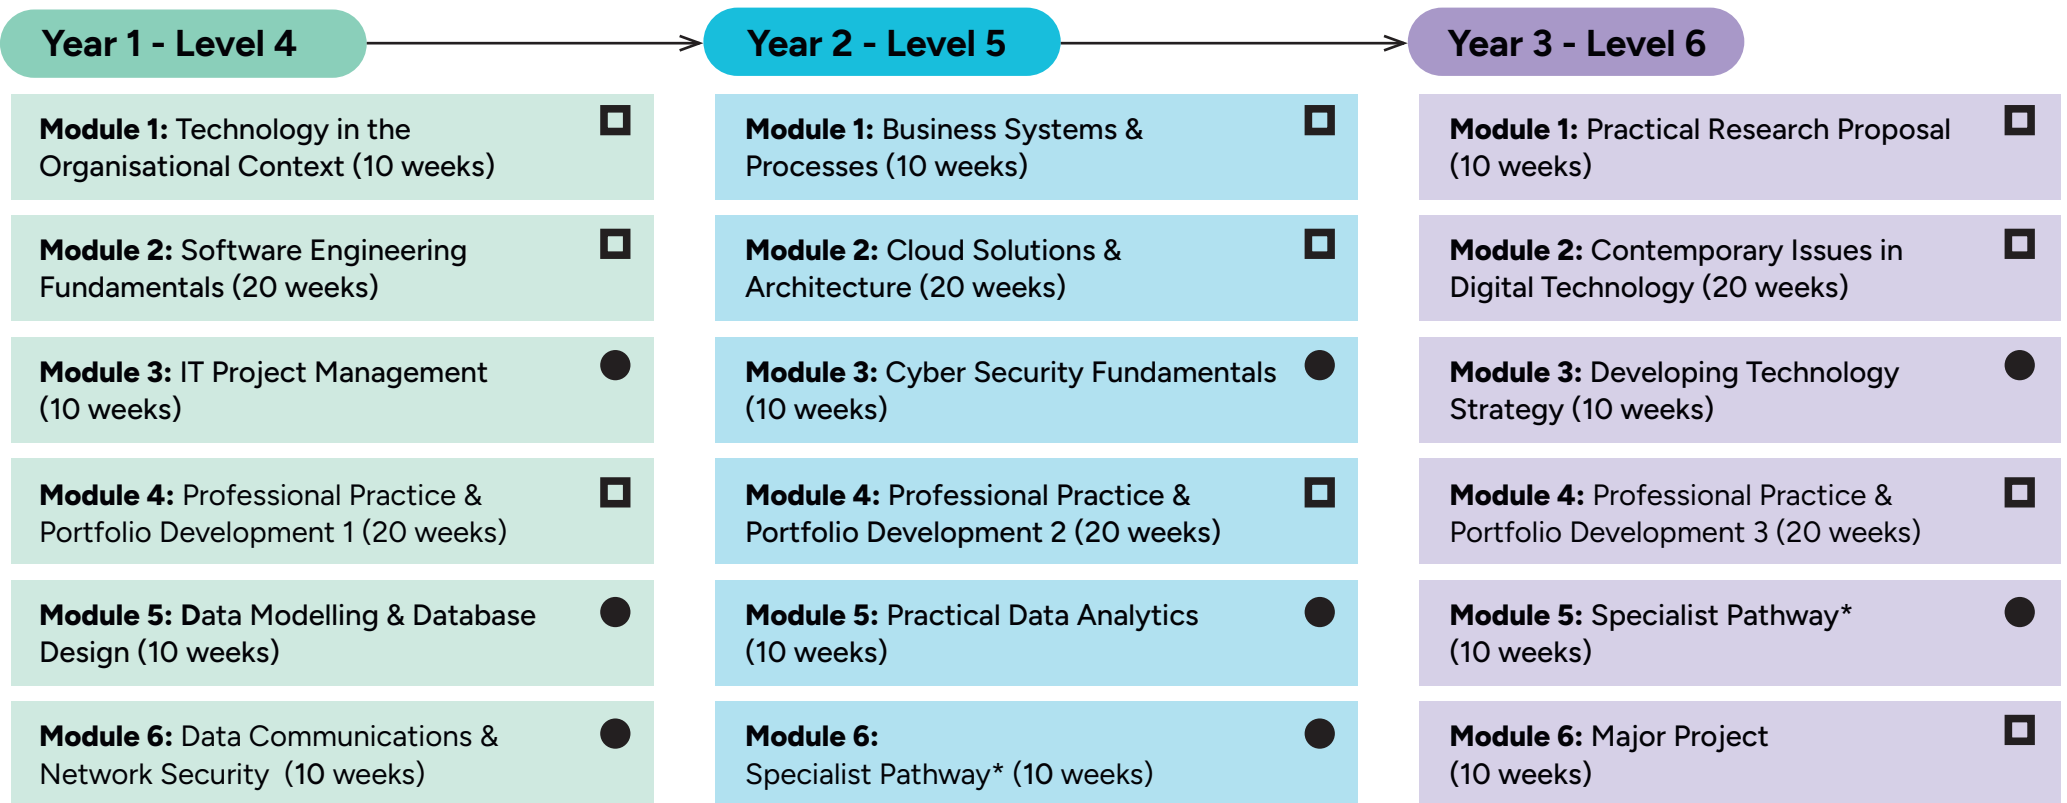 Year 1 - Level 4
Module 1: Technology in the
Organisational Context (10 weeks)
Module 2: Software Engineering
Fundamentals (20 weeks)
Module 3: IT Project Management
(10 weeks)
Module 4: Professional Practice &
Portfolio Development 1 (20 weeks)
Module 5: Data Modelling & Database
Design (10 weeks)
Module 6: Data Communications &
Network Security (10 weeks)
Year 2 - Level 5
Module 1: Business Systems &
Processes (10 weeks)
Module 2: Cloud Solutions &
Architecture (20 weeks)
Module 3: Cyber Security Fundamentals
(10 weeks)
Module 4: Professional Practice &
Portfolio Development 2 (20 weeks)
Module 5: Practical Data Analytics
(10 weeks)
Module 6:
Specialist Pathway* (10 weeks)
Year 3 - Level 6
Module 1: Practical Research Proposal
(10 weeks)
Module 2: Contemporary Issues in
Digital Technology (20 weeks)
Module 3: Developing Technology
Strategy (10 weeks)
Module 4: Professional Practice &
Portfolio Development 3 (20 weeks)
Module 5: Specialist Pathway*
(10 weeks)
Module 6: Major Project
(10 weeks)